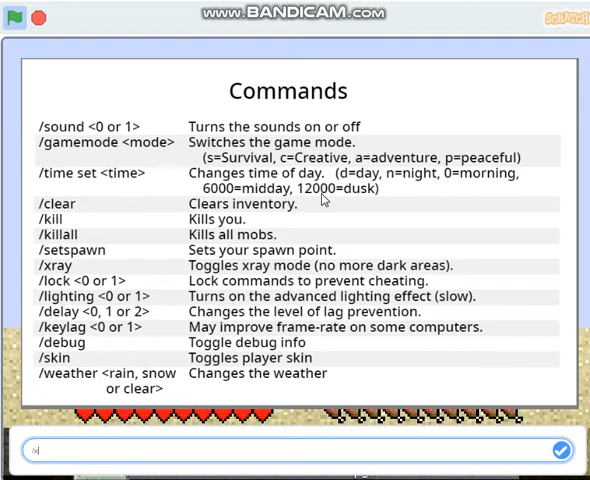 WWW.BANDICAM.COM
SCRATCH
Commands
/sound <0 or 1> Turns the sounds on or off
/gamemode <mode> Switches the game mode.
(s=Survival, c=Creative, a=adventure, p=peaceful)
/time set <time> Changes time of day. (d=day, n=night, 0=morning,
6000=midday, 12000=dusk)
/clear Clears inventory.
/kill Kills you.
/killall Kills all mobs.
/setspawn Sets your spawn point.
/xray Toggles xray mode (no more dark areas).
/lock <0 or 1> Lock commands to prevent cheating.
/lighting <0 or 1> Turns on the advanced lighting effect (slow).
/delay <0, 1 or 2> Changes the level of lag prevention.
/keylag <0 or 1> May improve frame-rate on some computers.
/debug Toggle debug info
/skin Toggles player skin
/weather <rain, snow Changes the weather
or clear>